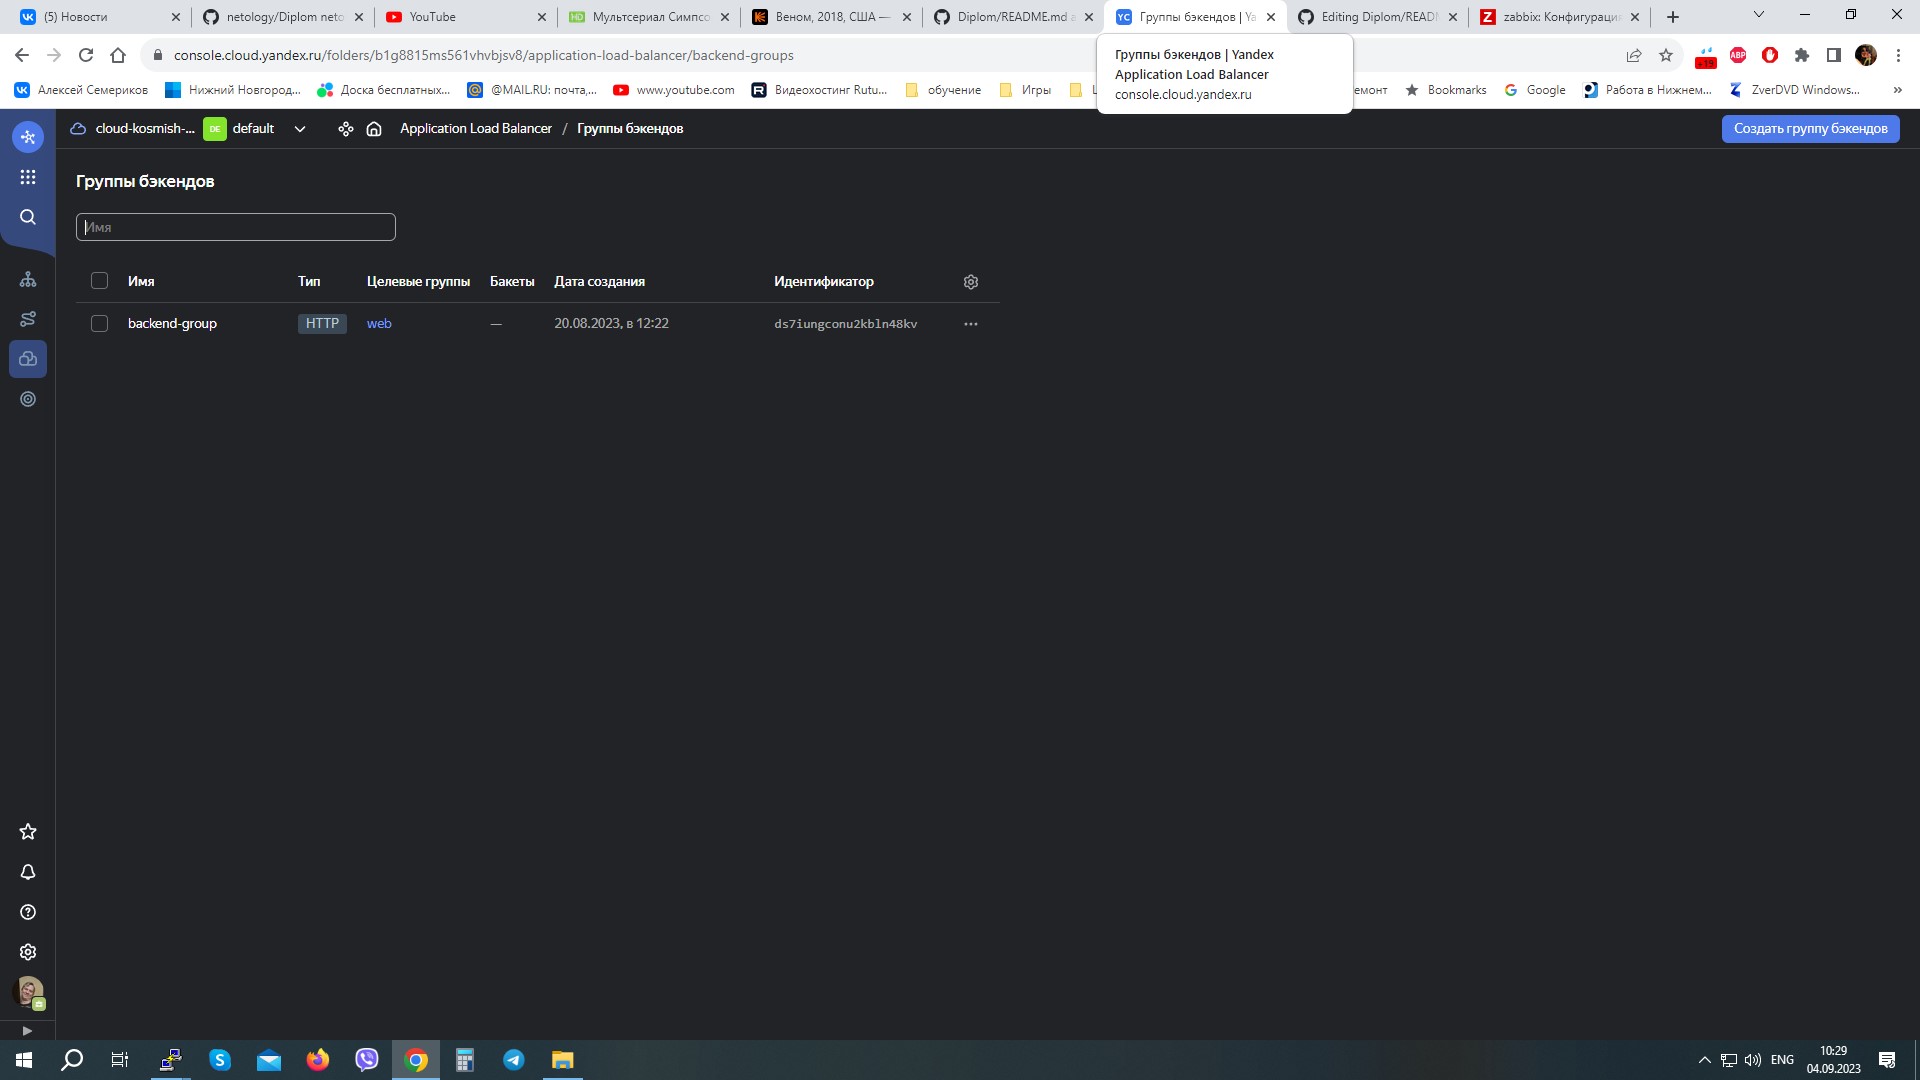 (5) Новости
netology/Diplom neto
YouTube
Мультсериал Симпсо
Веном, 2018, США —
Diplom/README.md a
Группы бэкендов | Ya
Editing Diplom/READM
zabbix: Конфигурация
console.cloud.yandex.ru/folders/b1g8815ms561vhvbjsv8/application-load-balancer/backend-groups
Группы бэкендов | Yandex
Application Load Balancer
console.cloud.yandex.ru
+19
ABP
Алексей Семериков
Нижний Новгород...
Доска бесплатных...
@MAIL.RU: почта,...
www.youtube.com
Видеохостинг Rutu...
обучение
Игры
емонт
Bookmarks
Google
Работа в Нижнем...
ZverDVD Windows...
»
cloud-kosmish-...
DE
default
Application Load Balancer / Группы бэкендов
Создать группу бэкендов
Группы бэкендов
Имя
Имя Тип Целевые группы Бакеты Дата создания Идентификатор
backend-group HTTP web — 20.08.2023, в 12:22 ds7iungconu2kbln48kv
ENG
10:29
04.09.2023